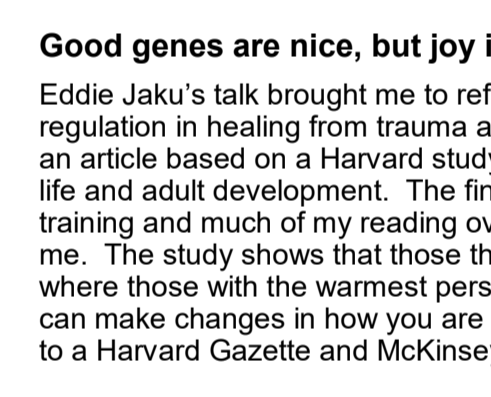 Good genes are nice, but joy
Eddie Jaku’s talk brought me to
regulation in healing from trauma
an article based on a Harvard
life and adult development.  The
training and much of my reading
me.  The study shows that those
where those with the warmest
can make changes in how you are
to a Harvard Gazette and